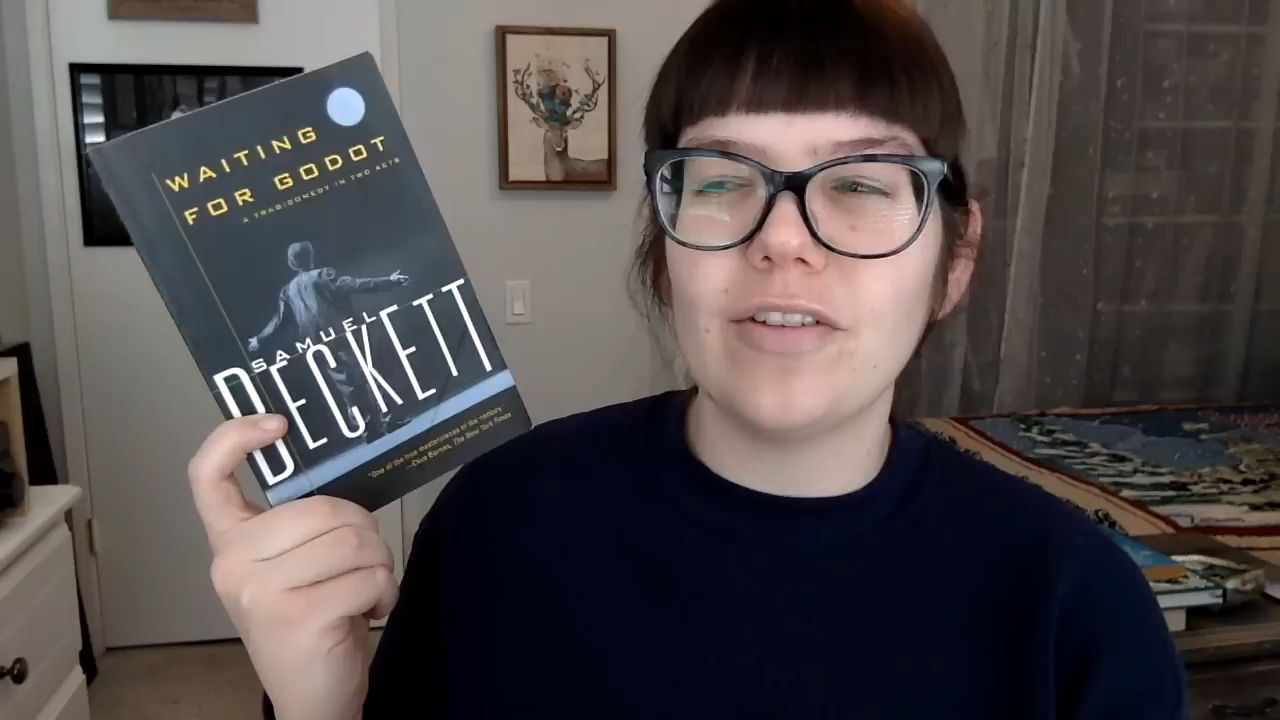 WAITING
FOR GODOT
A TRAGICOMEDY IN TWO ACTS
SAMUEL
BECKETT
"One of the true masterpieces of the century."
—Clive Barnes, The New York Times